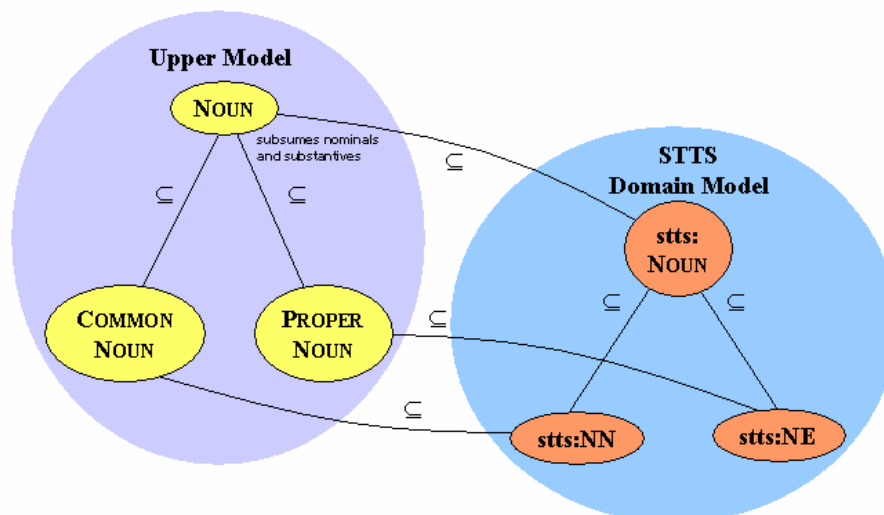 Upper Model
NOUN
subsumes nominals
and substantives
⊆
⊆
⊆
COMMON
NOUN
PROPER
NOUN
STTS
Domain Model
stts:
NOUN
⊆
⊆
⊆
⊆
stts:NN
stts:NE